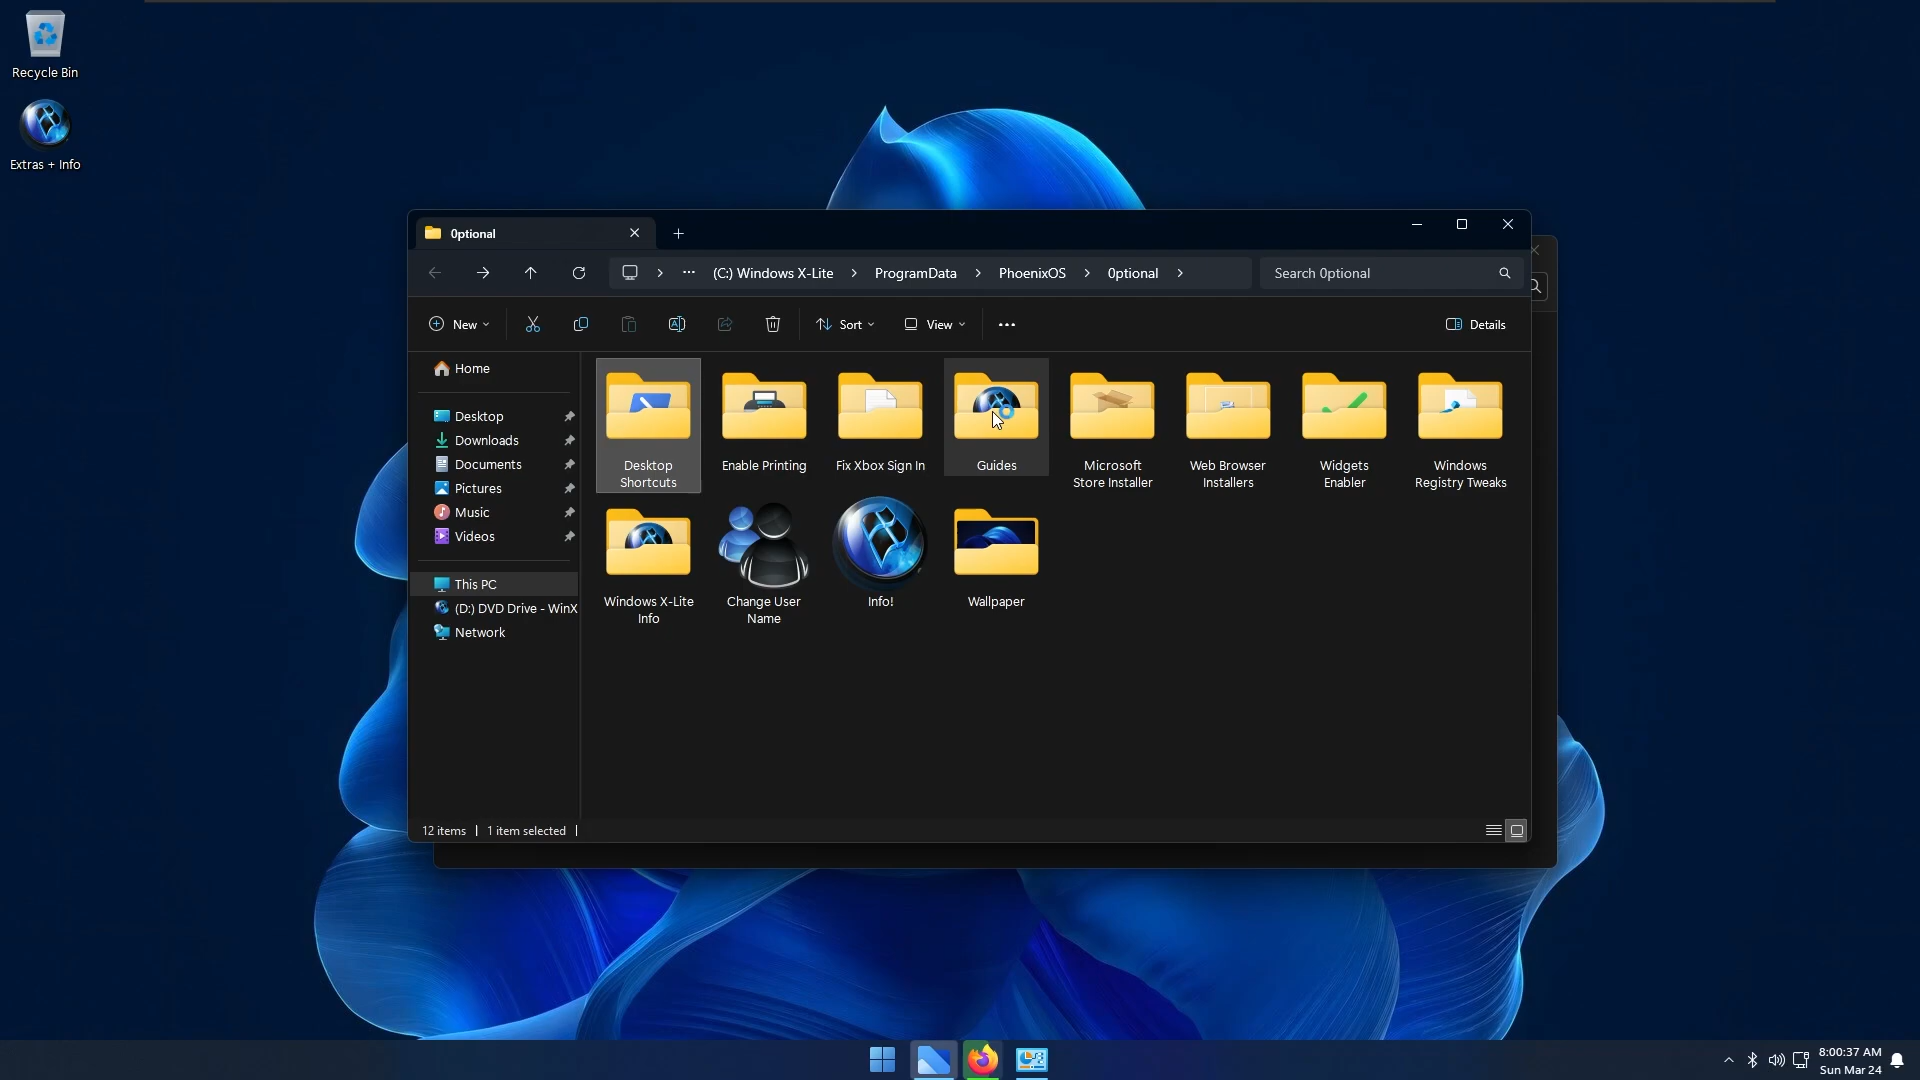 Recycle Bin
Extras + Info
0ptional
(C:) Windows X-Lite
ProgramData
PhoenixOS
0ptional
Search 0ptional
New
Sort
View
Details
Home
Desktop
Downloads
Documents
Pictures
Music
Videos
This PC
(D:) DVD Drive - WinX
Network
Desktop
Shortcuts
Enable Printing
Fix Xbox Sign In
Guides
Microsoft
Store Installer
Web Browser
Installers
Widgets
Enabler
Windows
Registry Tweaks
Windows X-Lite
Info
Change User
Name
Info!
Wallpaper
12 items
1 item selected
8:00:37 AM
Sun Mar 24